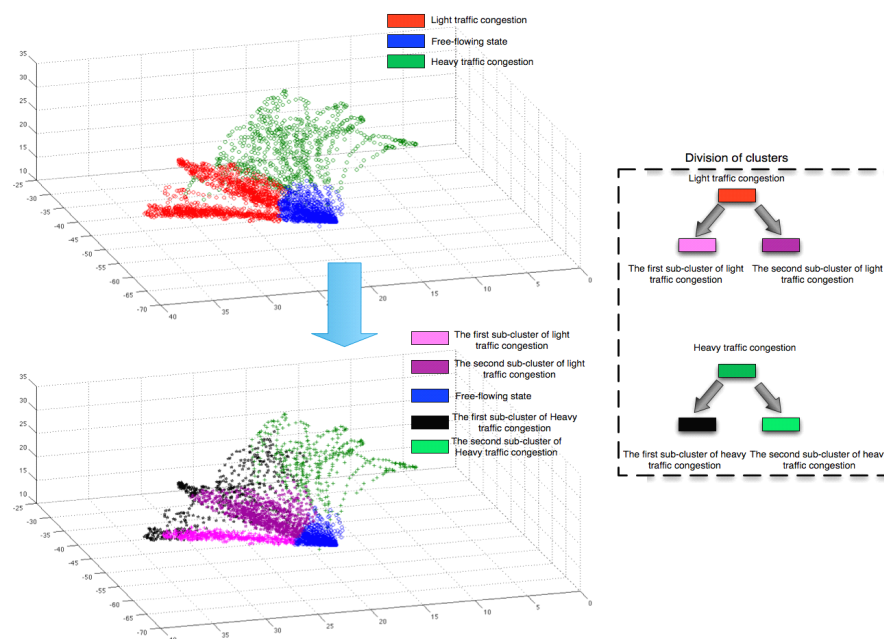 Light traffic congestion
Free-flowing state
Heavy traffic congestion
35
30
25
20
15
10
-25
-30
-35
-40
-45
-50
-55
-60
-65
-70
40
35
30
25
20
15
10
5
0
Division of clusters
Light traffic congestion
The first sub-cluster of light
traffic congestion
The second sub-cluster of light
traffic congestion
Heavy traffic congestion
The first sub-cluster of heavy
traffic congestion
The second sub-cluster of heav
traffic congestion
The first sub-cluster of light
traffic congestion
The second sub-cluster of light
traffic congestion
Free-flowing state
The first sub-cluster of Heavy
traffic congestion
The second sub-cluster of
Heavy traffic congestion
35
30
25
20
15
10
-25
-30
-35
-40
-45
-50
-55
-60
-65
-70
40
35
30
25
20
15
10
5
0